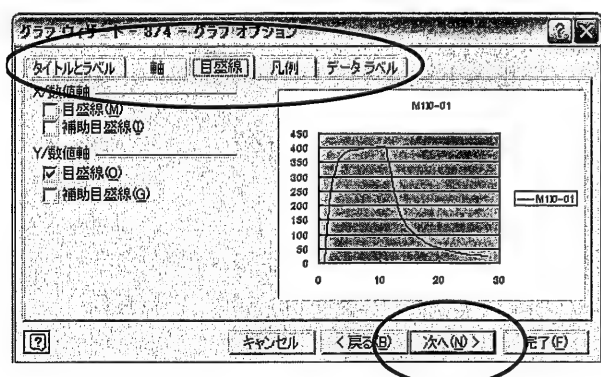 グラフ ウィザード - 3/4 - グラフ オプション
タイトルとラベル 軸 目盛線 凡例 データ ラベル
X/数値軸
目盛線(M)
補助目盛線(I)
Y/数値軸
目盛線(O)
補助目盛線(G)
M1X0-01
450
400
350
300
250
200
150
100
50
0
0 10 20 30
M1X0-01
キャンセル < 戻る(B) 次へ(N) > 完了(F)